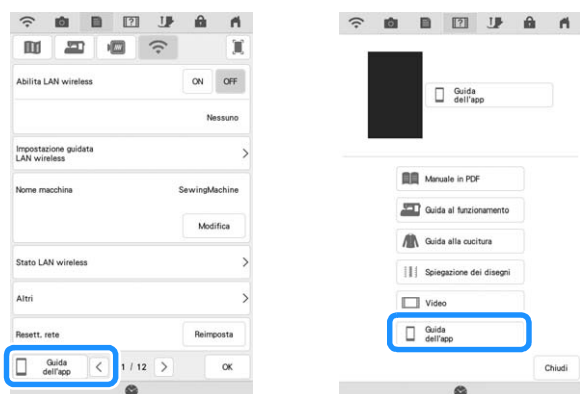 Abilita LAN wireless
ON
OFF
Nessuno
Impostazione guidata
LAN wireless
Nome macchina
SewingMachine
Modifica
Stato LAN wireless
Altri
Resett. rete
Reimposta
Guida
dell'app
1 / 12
OK
Guida
dell'app
Manuale in PDF
Guida al funzionamento
Guida alla cucitura
Spiegazione dei disegni
Video
Guida
dell'app
Chiudi